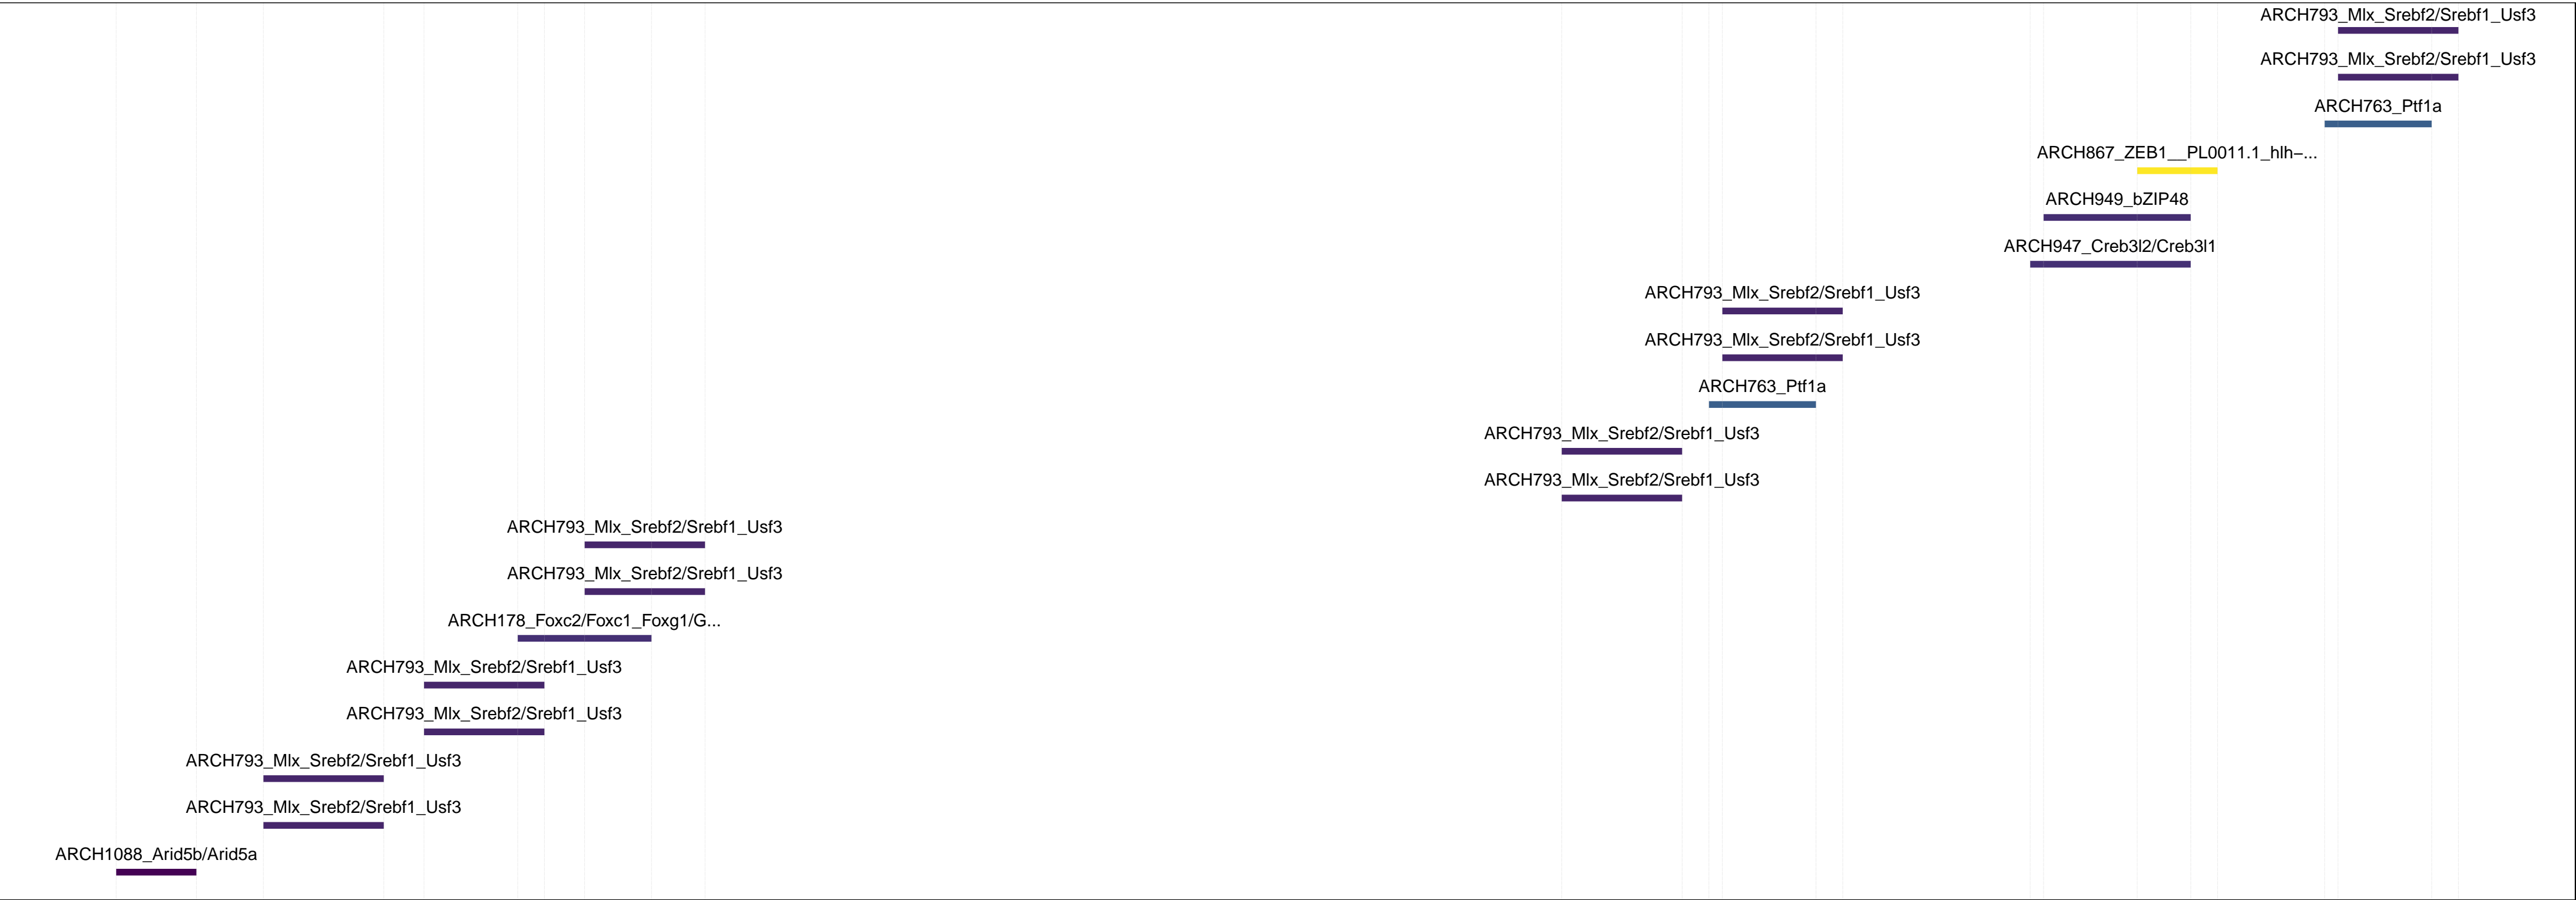 ARCH793_Mlx_Srebf2/Srebf1_Usf3
ARCH793_Mlx_Srebf2/Srebf1_Usf3
ARCH763_Ptf1a
ARCH867_ZEB1__PL0011.1_hlh−...
ARCH949_bZIP48
ARCH947_Creb3l2/Creb3l1
ARCH793_Mlx_Srebf2/Srebf1_Usf3
ARCH793_Mlx_Srebf2/Srebf1_Usf3
ARCH763_Ptf1a
ARCH793_Mlx_Srebf2/Srebf1_Usf3
ARCH793_Mlx_Srebf2/Srebf1_Usf3
ARCH793_Mlx_Srebf2/Srebf1_Usf3
ARCH793_Mlx_Srebf2/Srebf1_Usf3
ARCH178_Foxc2/Foxc1_Foxg1/G...
ARCH793_Mlx_Srebf2/Srebf1_Usf3
ARCH793_Mlx_Srebf2/Srebf1_Usf3
ARCH793_Mlx_Srebf2/Srebf1_Usf3
ARCH793_Mlx_Srebf2/Srebf1_Usf3
ARCH1088_Arid5b/Arid5a